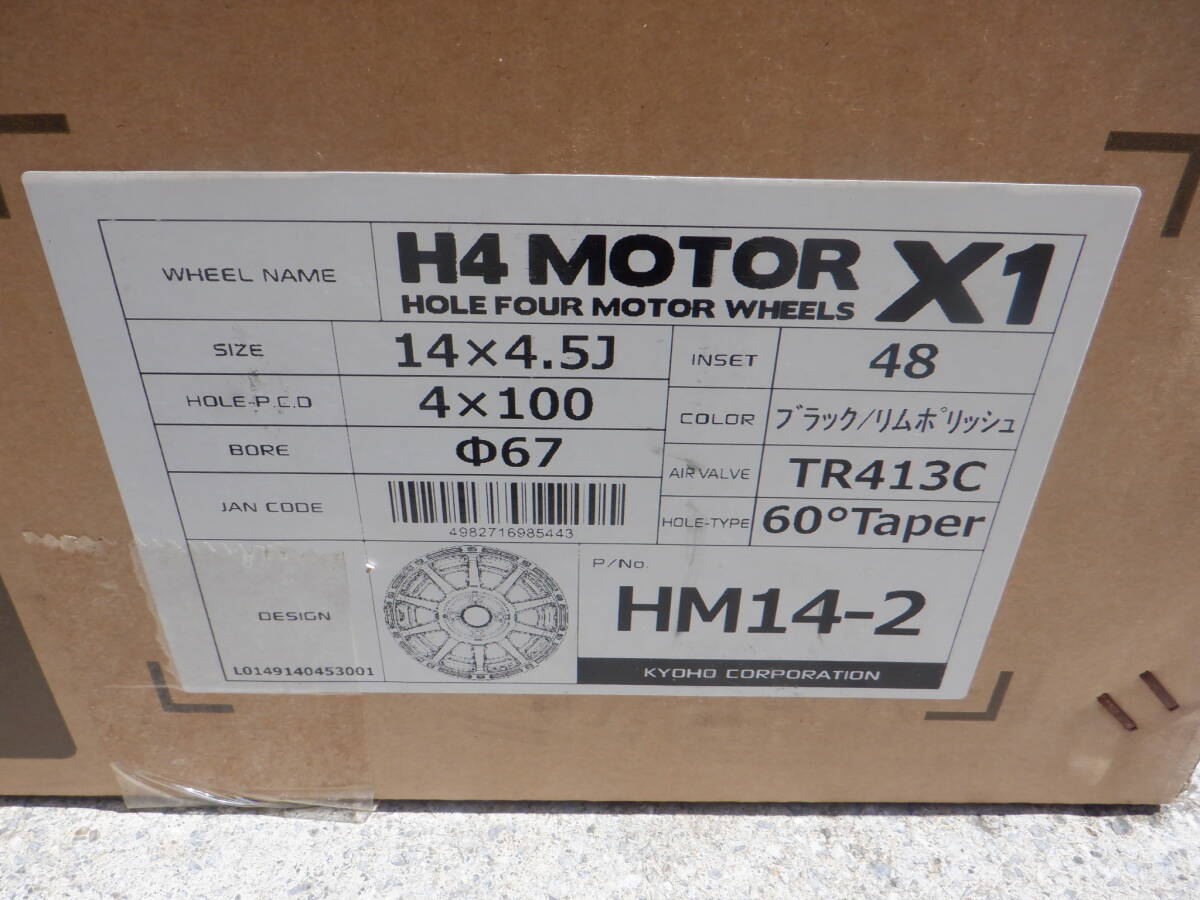 WHEEL NAME
H4 MOTOR X1
HOLE FOUR MOTOR WHEELS
SIZE
14×4.5J
INSET
48
HOLE-P.C.D
4×100
COLOR
ブラック/リムポリッシュ
BORE
Φ67
AIR VALVE
TR413C
JAN CODE
4982716985443
HOLE-TYPE
60°Taper
DESIGN
L0149140453001
P/No.
HM14-2
KYOHO CORPORATION